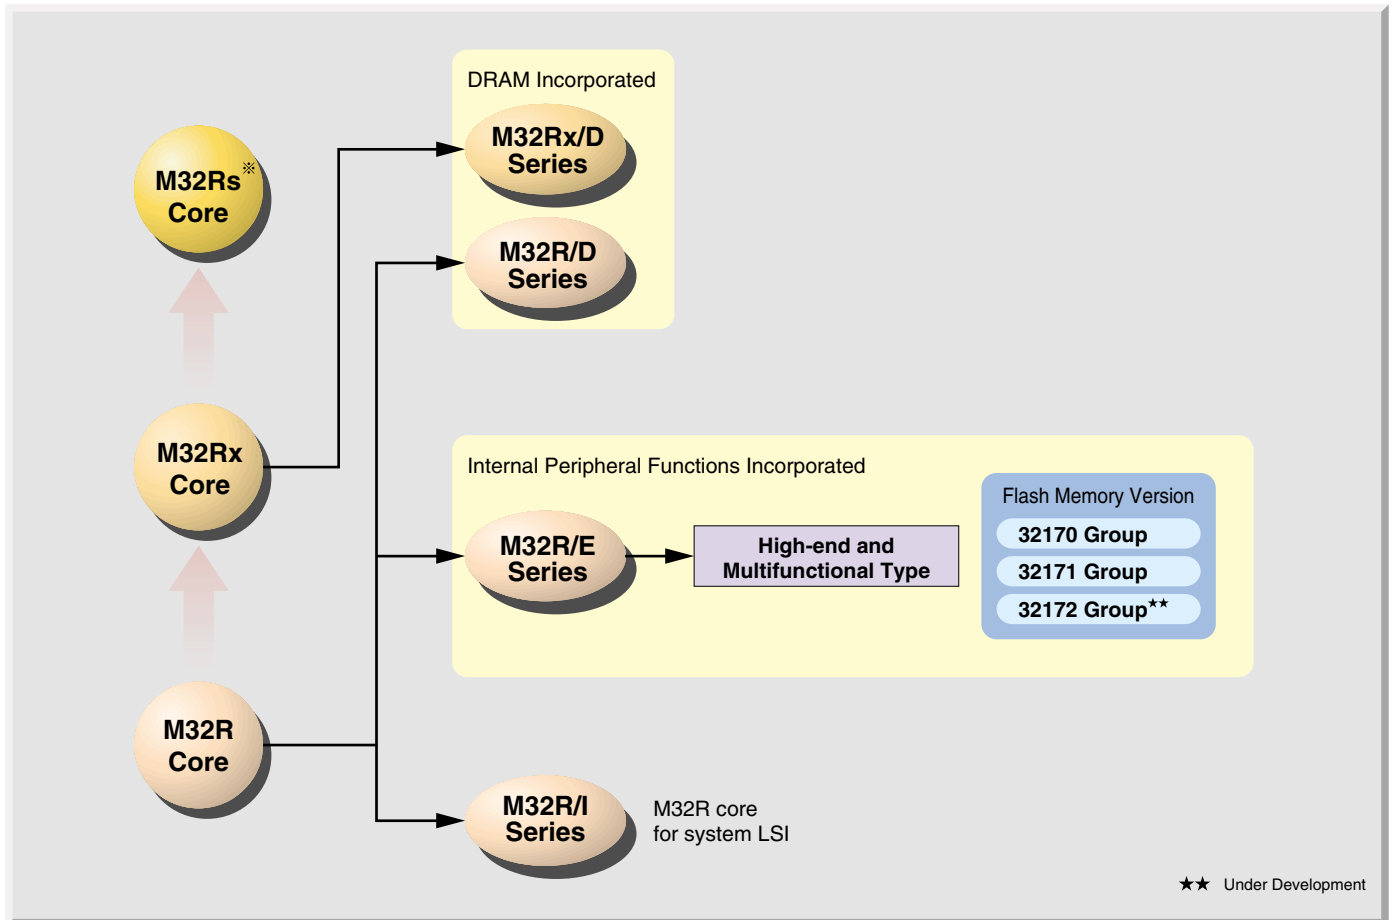 DRAM Incorporated
M32Rx/D
Series
M32R/D
Series
M32Rs※
Core
M32Rx
Core
M32R
Core
Internal Peripheral Functions Incorporated
M32R/E
Series
High-end and
Multifunctional Type
Flash Memory Version
32170 Group
32171 Group
32172 Group★★
M32R/I
Series
M32R core
for system LSI
★★ Under Development